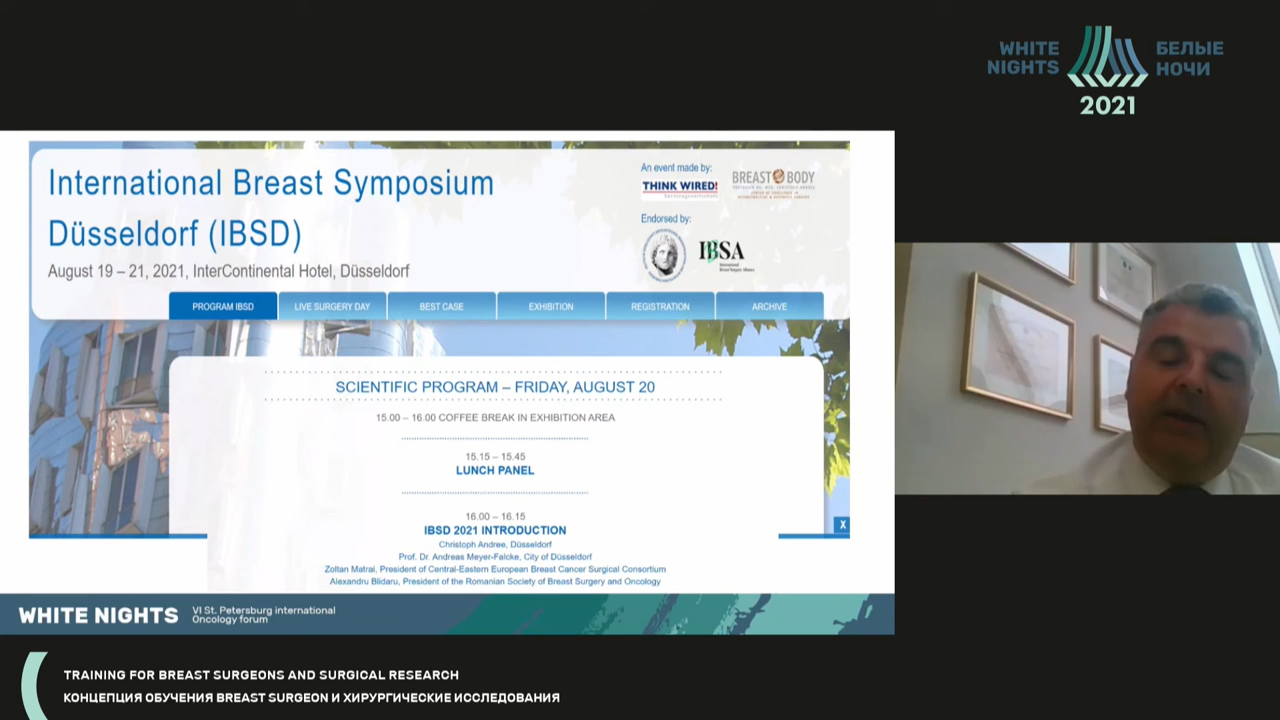 WHITE NIGHTS
БЕЛЫЕ НОЧИ
2021
International Breast Symposium
Düsseldorf (IBSD)
August 19 – 21, 2021, InterContinental Hotel, Düsseldorf
An event made by:
THINK WIRED!
BREAST BODY
Endorsed by:
IBSA
PROGRAM IBSD
LIVE SURGERY DAY
BEST CASE
EXHIBITION
REGISTRATION
ARCHIVE
SCIENTIFIC PROGRAM – FRIDAY, AUGUST 20
15.00 – 16.00 COFFEE BREAK IN EXHIBITION AREA
15.15 – 15.45
LUNCH PANEL
16.00 – 16.15
IBSD 2021 INTRODUCTION
Christoph Andree, Düsseldorf
Prof. Dr. Andreas Meyer-Falcke, City of Düsseldorf
Zoltan Matrai, President of Central-Eastern European Breast Cancer Surgical Consortium
Alexandru Blidaru, President of the Romanian Society of Breast Surgery and Oncology
X
WHITE NIGHTS
VI St. Petersburg international
Oncology forum
TRAINING FOR BREAST SURGEONS AND SURGICAL RESEARCH
КОНЦЕПЦИЯ ОБУЧЕНИЯ BREAST SURGEON И ХИРУРГИЧЕСКИЕ ИССЛЕДОВАНИЯ